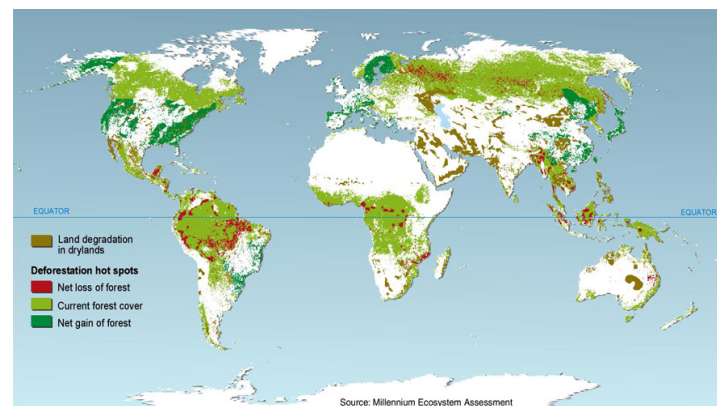 EQUATOR
EQUATOR
Land degradation
in drylands
Deforestation hot spots
Net loss of forest
Current forest cover
Net gain of forest
Source: Millennium Ecosystem Assessment